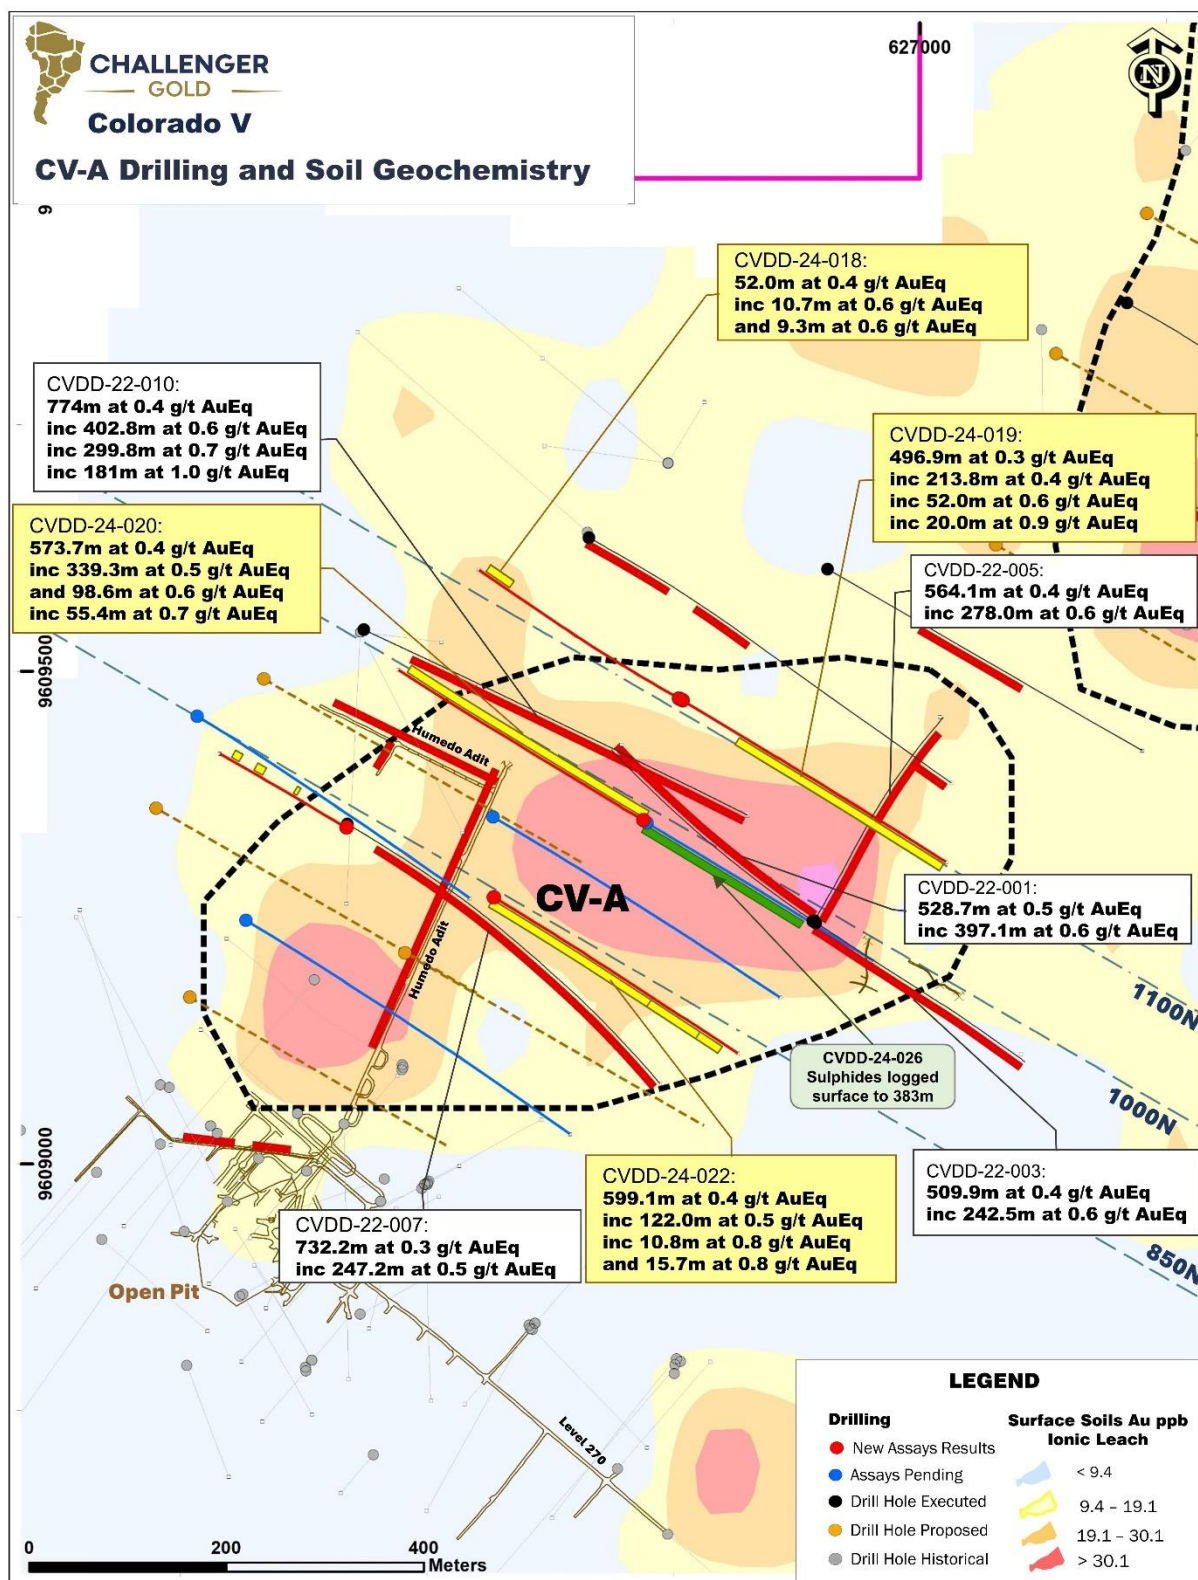 CHALLENGER
GOLD
Colorado V
CV-A Drilling and Soil Geochemistry
627000
N
9
CVDD-24-018:
52.0m at 0.4 g/t AuEq
inc 10.7m at 0.6 g/t AuEq
and 9.3m at 0.6 g/t AuEq
CVDD-22-010:
774m at 0.4 g/t AuEq
inc 402.8m at 0.6 g/t AuEq
inc 299.8m at 0.7 g/t AuEq
inc 181m at 1.0 g/t AuEq
CVDD-24-019:
496.9m at 0.3 g/t AuEq
inc 213.8m at 0.4 g/t AuEq
inc 52.0m at 0.6 g/t AuEq
inc 20.0m at 0.9 g/t AuEq
CVDD-24-020:
573.7m at 0.4 g/t AuEq
inc 339.3m at 0.5 g/t AuEq
and 98.6m at 0.6 g/t AuEq
inc 55.4m at 0.7 g/t AuEq
CVDD-22-005:
564.1m at 0.4 g/t AuEq
inc 278.0m at 0.6 g/t AuEq
9609500
Humedo Adit
CV-A
CVDD-22-001:
528.7m at 0.5 g/t AuEq
inc 397.1m at 0.6 g/t AuEq
Humedo Adit
1100N
CVDD-24-026
Sulphides logged
surface to 383m
1000N
9609000
CVDD-22-003:
509.9m at 0.4 g/t AuEq
inc 242.5m at 0.6 g/t AuEq
CVDD-24-022:
599.1m at 0.4 g/t AuEq
inc 122.0m at 0.5 g/t AuEq
inc 10.8m at 0.8 g/t AuEq
and 15.7m at 0.8 g/t AuEq
CVDD-22-007:
732.2m at 0.3 g/t AuEq
inc 247.2m at 0.5 g/t AuEq
850N
Open Pit
Level 270
LEGEND
Drilling
New Assays Results
Assays Pending
Drill Hole Executed
Drill Hole Proposed
Drill Hole Historical
Surface Soils Au ppb
Ionic Leach
< 9.4
9.4 – 19.1
19.1 – 30.1
> 30.1
0 200 400
Meters